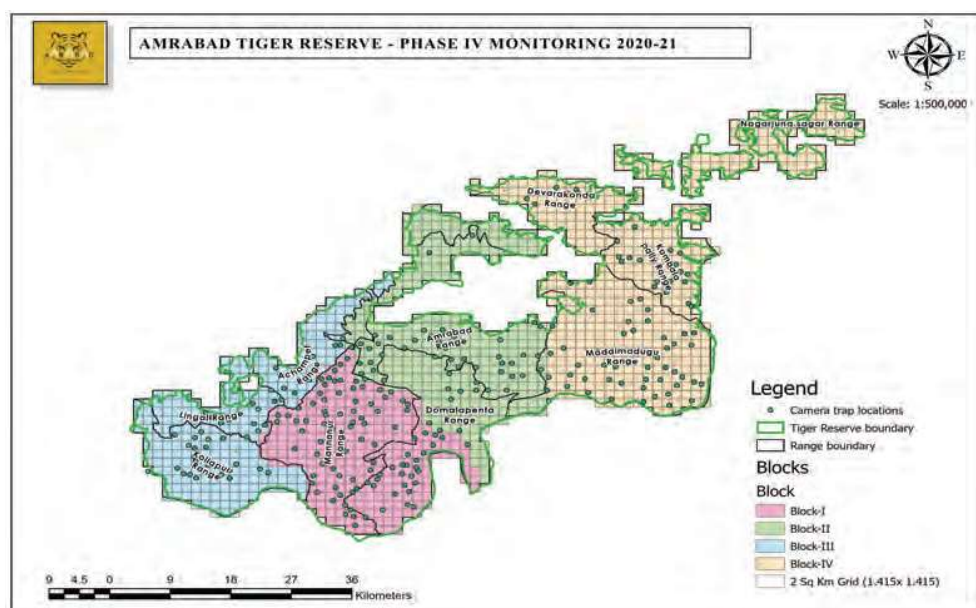 AMRABAD TIGER RESERVE - PHASE IV MONITORING 2020-21
N
W
E
S
Scale: 1:500,000
Nagarjuna sagar Range
Devarakonda
Range
Kambala
pally Range
Amrabad
Range
Maddimadugu
Range
Achampet
Range
Domalapenta
Range
Lingal Range
Mannanur
Range
Kollapur
Range
Legend
Camera trap locations
Tiger Reserve boundary
Range boundary
Blocks
Block
Block-I
Block-II
Block-III
Block-IV
2 Sq Km Grid (1.415x 1.415)
9 4.5 0 9 18 27 36
Kilometers